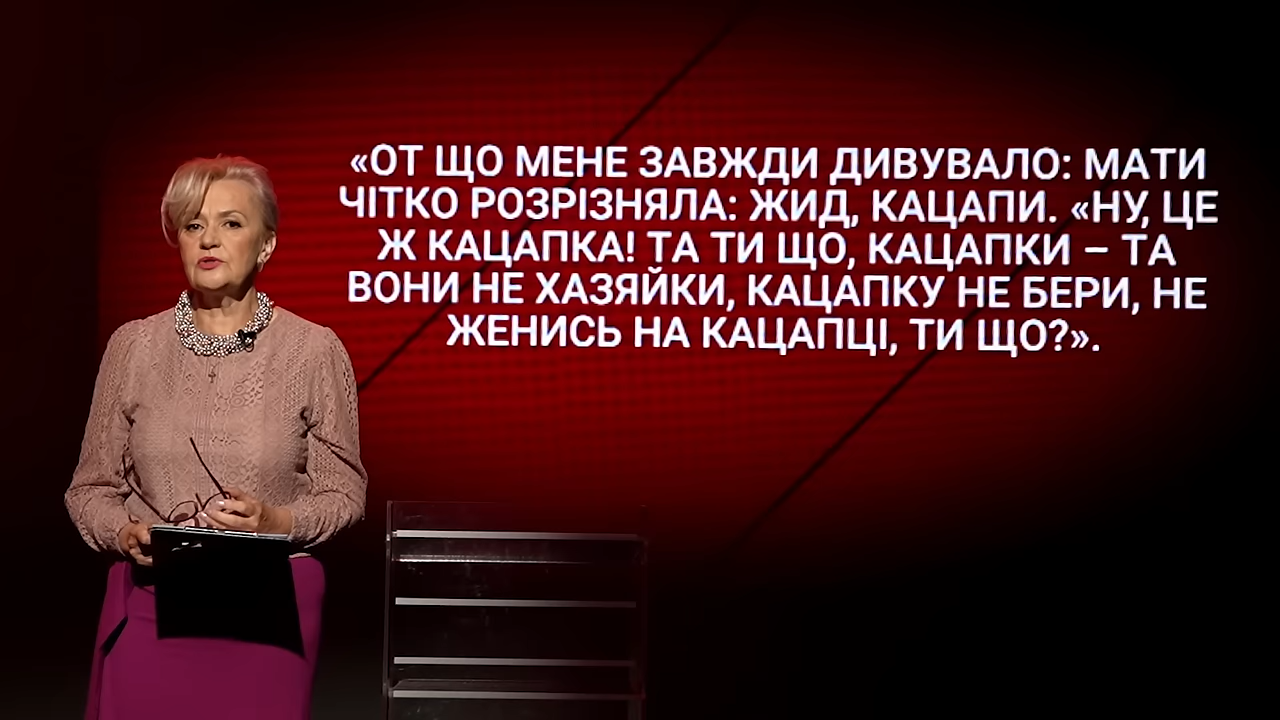 «ОТ ЩО МЕНЕ ЗАВЖДИ ДИВУВАЛО: МАТИ
ЧІТКО РОЗРІЗНЯЛА: ЖИД, КАЦАПИ. «НУ, ЦЕ
Ж КАЦАПКА! ТА ТИ ЩО, КАЦАПКИ – ТА
ВОНИ НЕ ХАЗЯЙКИ, КАЦАПКУ НЕ БЕРИ, НЕ
ЖЕНИСЬ НА КАЦАПЦІ, ТИ ЩО?».